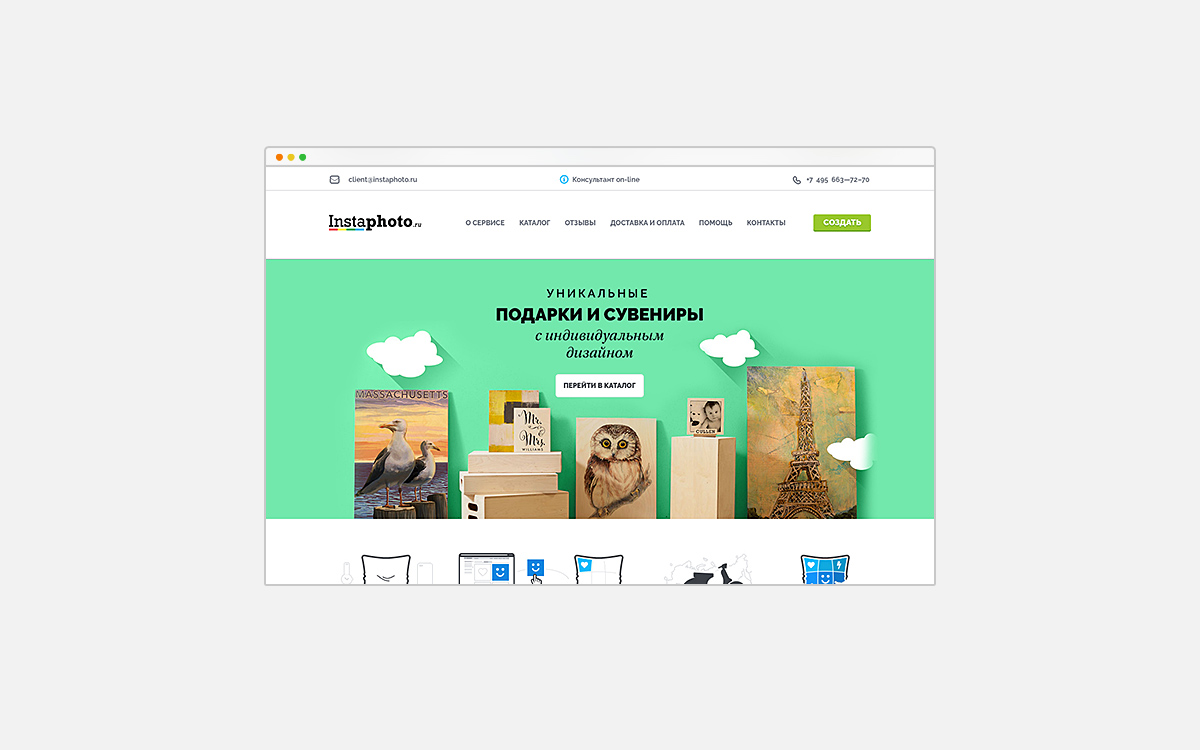 client@instaphoto.ru
Консультант on-line
+7 495 663—72—70
Instaphoto.ru
О СЕРВИСЕ
КАТАЛОГ
ОТЗЫВЫ
ДОСТАВКА И ОПЛАТА
ПОМОЩЬ
КОНТАКТЫ
СОЗДАТЬ
УНИКАЛЬНЫЕ
ПОДАРКИ И СУВЕНИРЫ
с индивидуальным
дизайном
ПЕРЕЙТИ В КАТАЛОГ
MASSACHUSETTS
Mr.
&
Mrs.
WILLIAMS
CULLEN